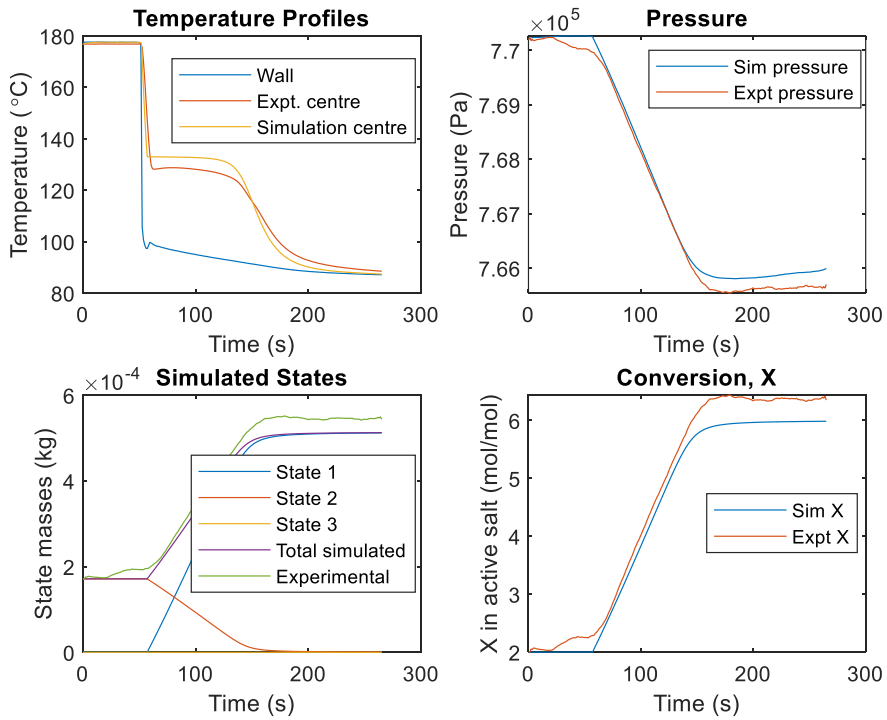 Temperature Profiles
180
160
140
120
100
80
Temperature (°C)
Wall
Expt. centre
Simulation centre
0
100
200
300
Time (s)
Pressure
×10⁵
7.7
7.69
7.68
7.67
7.66
Pressure (Pa)
Sim pressure
Expt pressure
0
100
200
300
Time (s)
Simulated States
×10⁻⁴
6
4
2
0
State masses (kg)
State 1
State 2
State 3
Total simulated
Experimental
0
100
200
300
Time (s)
Conversion, X
6
5
4
3
2
X in active salt (mol/mol)
Sim X
Expt X
0
100
200
300
Time (s)